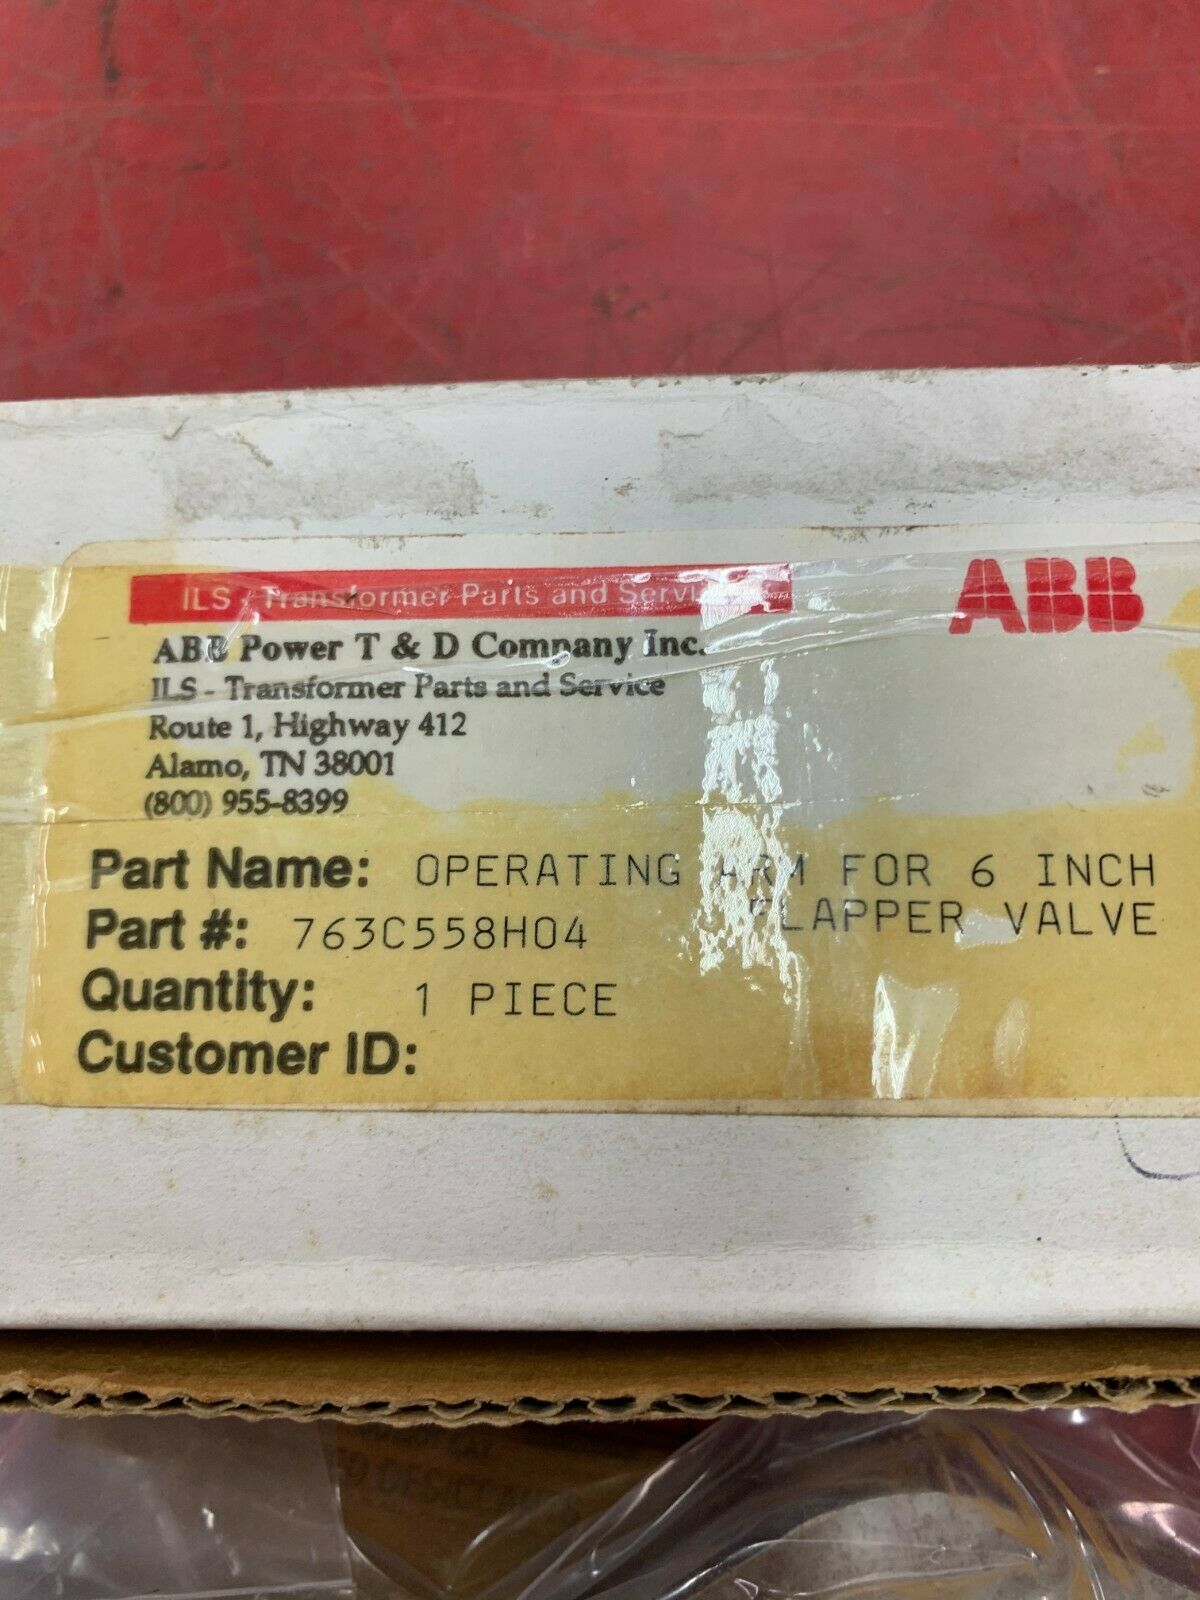 ILS - Transformer Parts and Service
ABB
ABB Power T & D Company Inc.
ILS - Transformer Parts and Service
Route 1, Highway 412
Alamo, TN 38001
(800) 955-8399
Part Name: OPERATING ARM FOR 6 INCH
FLAPPER VALVE
Part #: 763C558H04
Quantity: 1 PIECE
Customer ID: